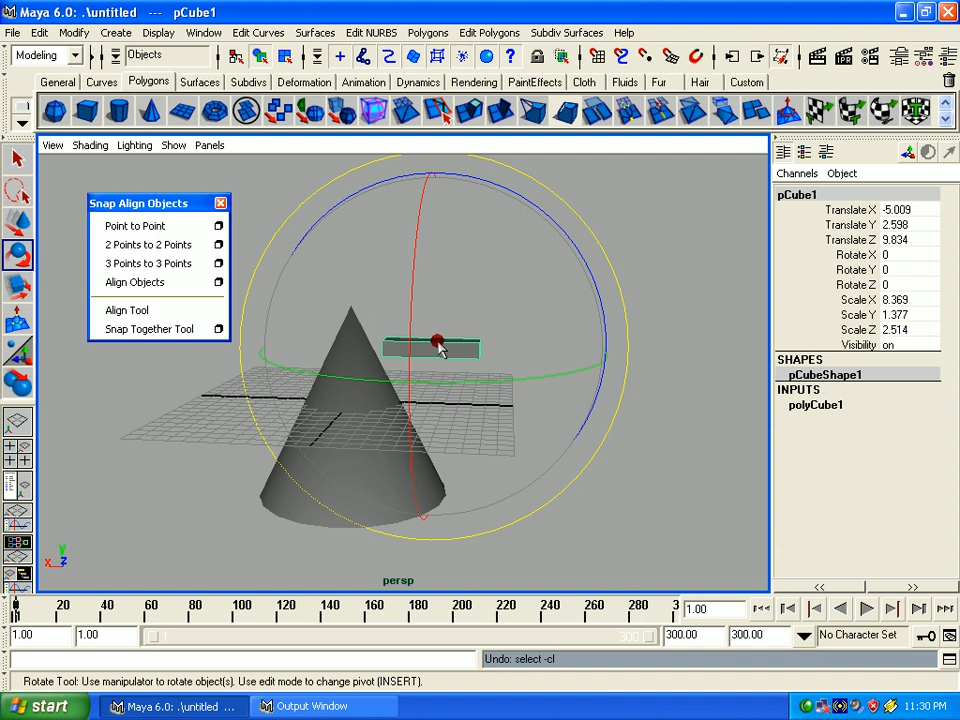 Maya 6.0: .\untitled --- pCube1
File Edit Modify Create Display Window Edit Curves Surfaces Edit NURBS Polygons Edit Polygons Subdiv Surfaces Help
Modeling Objects
General Curves Polygons Surfaces Subdivs Deformation Animation Dynamics Rendering PaintEffects Cloth Fluids Fur Hair Custom
View Shading Lighting Show Panels
Channels Object
Snap Align Objects
Point to Point
2 Points to 2 Points
3 Points to 3 Points
Align Objects
Align Tool
Snap Together Tool
pCube1
Translate X -5.009
Translate Y 2.598
Translate Z 9.834
Rotate X 0
Rotate Y 0
Rotate Z 0
Scale X 8.369
Scale Y 1.377
Scale Z 2.514
Visibility on
SHAPES
pCubeShape1
INPUTS
polyCube1
y
x z
persp
<< >>
20 40 60 80 100 120 140 160 180 200 220 240 260 280 3
1.00
1.00 1.00 1 300 300.00 300.00 No Character Set
Undo: select -cl
Rotate Tool: Use manipulator to rotate object(s). Use edit mode to change pivot (INSERT).
start Maya 6.0: .\untitled ... Output Window 11:30 PM